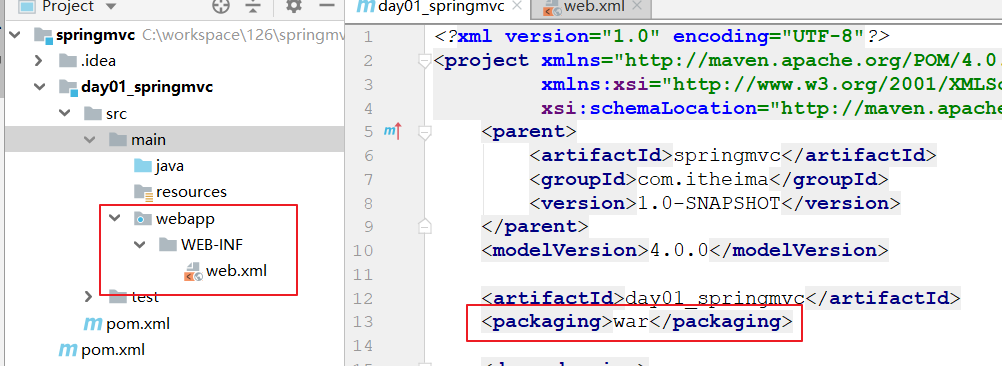 Project
springmvc C:\workspace\126\springmv
.idea
day01_springmvc
src
main
java
resources
webapp
WEB-INF
web.xml
test
pom.xml
pom.xml
day01_springmvc
web.xml
1 <?xml version="1.0" encoding="UTF-8"?>
2 <project xmlns="http://maven.apache.org/POM/4.0.
3 xmlns:xsi="http://www.w3.org/2001/XMLSc
4 xsi:schemaLocation="http://maven.apache
5 <parent>
6 <artifactId>springmvc</artifactId>
7 <groupId>com.itheima</groupId>
8 <version>1.0-SNAPSHOT</version>
9 </parent>
10 <modelVersion>4.0.0</modelVersion>
11
12 <artifactId>day01_springmvc</artifactId>
13 <packaging>war</packaging>
14